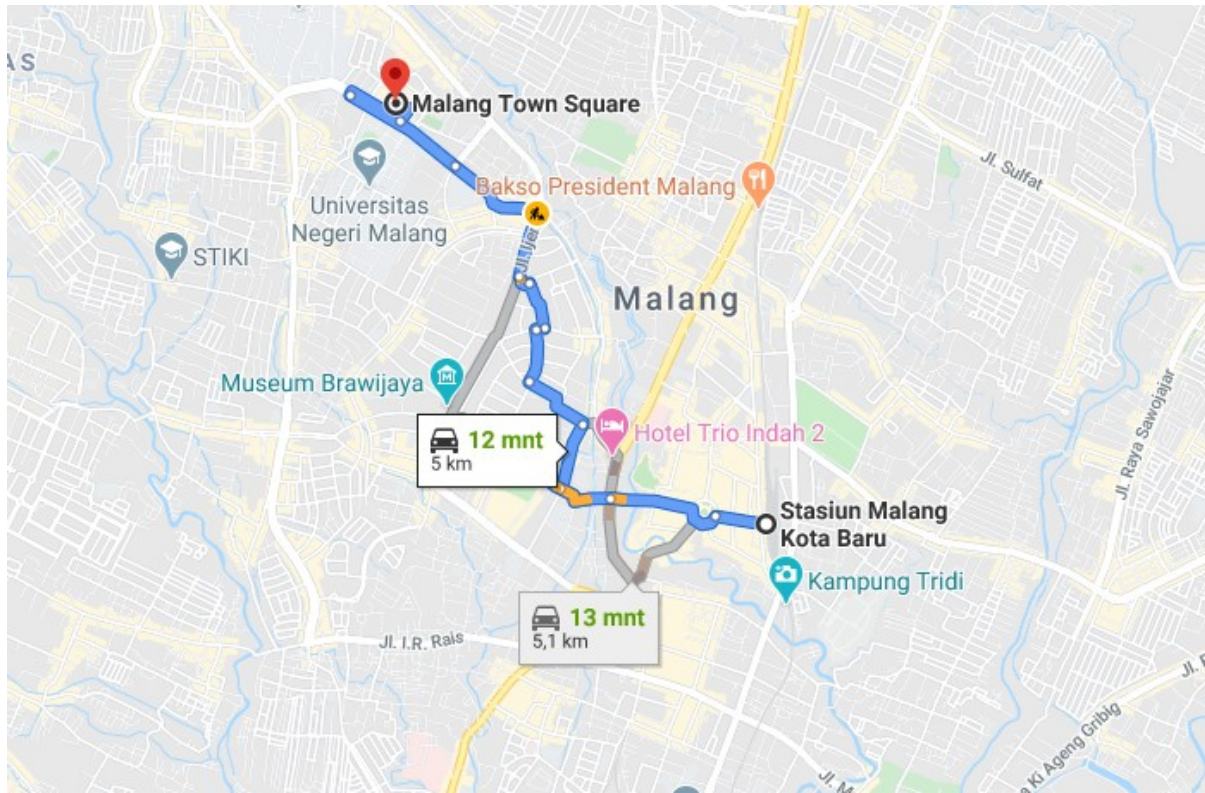 AS
Malang Town Square
Jl. Sulfat
Bakso President Malang
Universitas
Negeri Malang
STIKI
Jl. Ijen
Malang
Museum Brawijaya
Jl. Raya Sawojajar
12 mnt
5 km
Hotel Trio Indah 2
Stasiun Malang
Kota Baru
Kampung Tridi
13 mnt
5,1 km
Jl. I.R. Rais
Ki Ageng Gribig